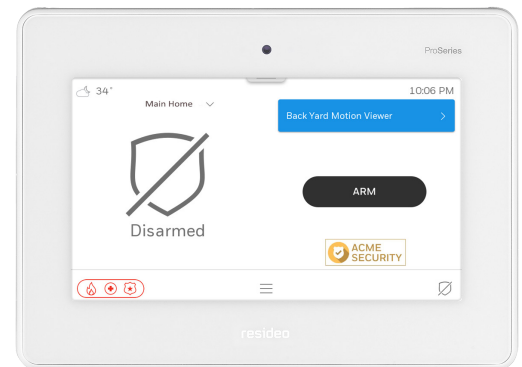 ProSeries
34°
10:06 PM
Main Home
Back Yard Motion Viewer
ARM
Disarmed
ACME
SECURITY
resideo